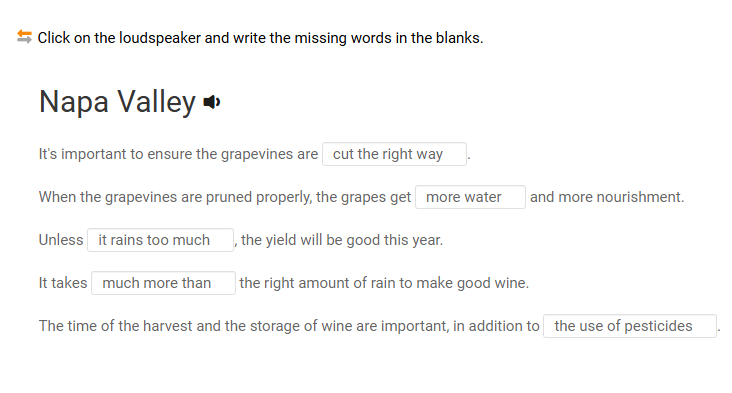 Click on the loudspeaker and write the missing words in the blanks.
Napa Valley
It's important to ensure the grapevines are cut the right way.
When the grapevines are pruned properly, the grapes get more water and more nourishment.
Unless it rains too much, the yield will be good this year.
It takes much more than the right amount of rain to make good wine.
The time of the harvest and the storage of wine are important, in addition to the use of pesticides.